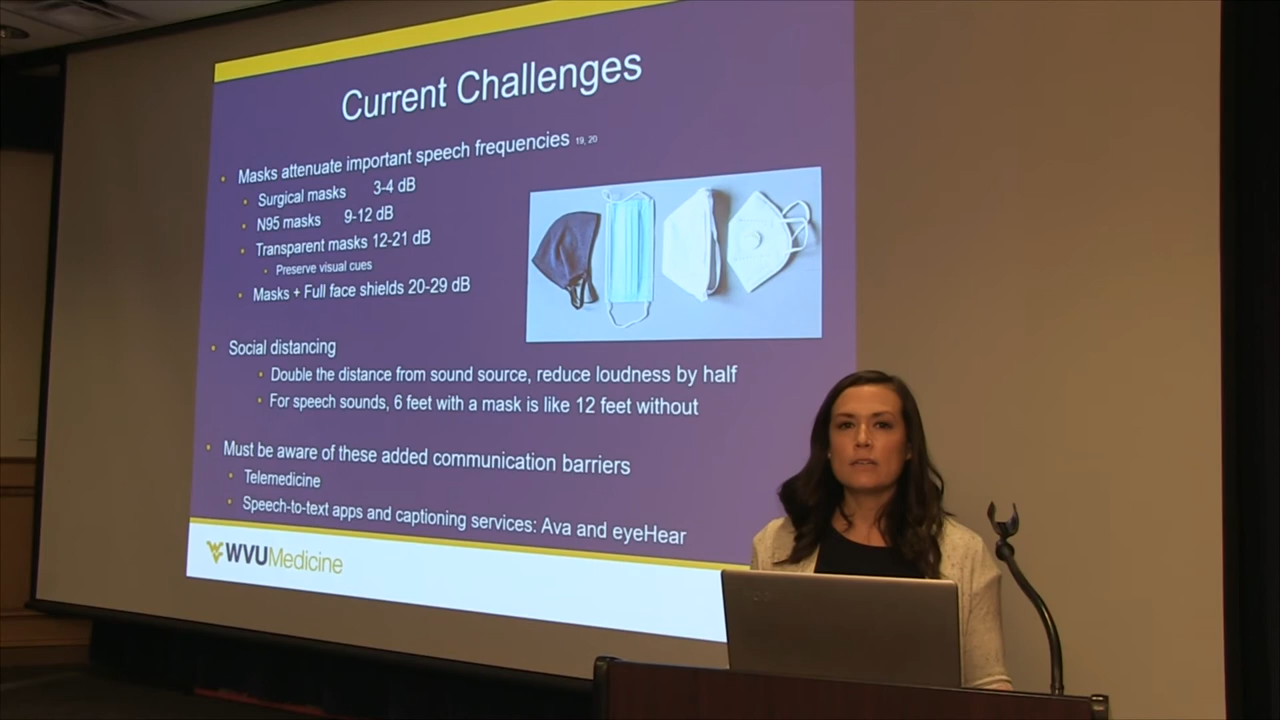 Current Challenges
Masks attenuate important speech frequencies 19, 20
Surgical masks 3-4 dB
N95 masks 9-12 dB
Transparent masks 12-21 dB
Preserve visual cues
Masks + Full face shields 20-29 dB
Social distancing
Double the distance from sound source, reduce loudness by half
For speech sounds, 6 feet with a mask is like 12 feet without
Must be aware of these added communication barriers
Telemedicine
Speech-to-text apps and captioning services: Ava and eyeHear
WVUMedicine